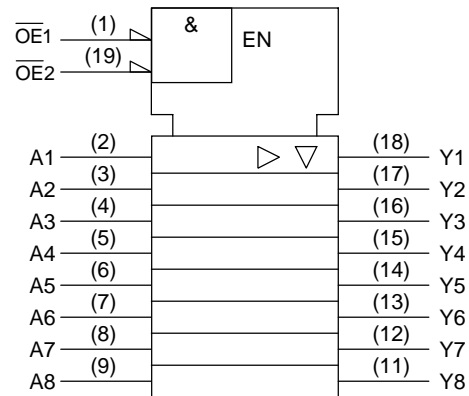 &
EN
OE1 (1)
OE2 (19)
A1 (2) (18) Y1
A2 (3) (17) Y2
A3 (4) (16) Y3
A4 (5) (15) Y4
A5 (6) (14) Y5
A6 (7) (13) Y6
A7 (8) (12) Y7
A8 (9) (11) Y8